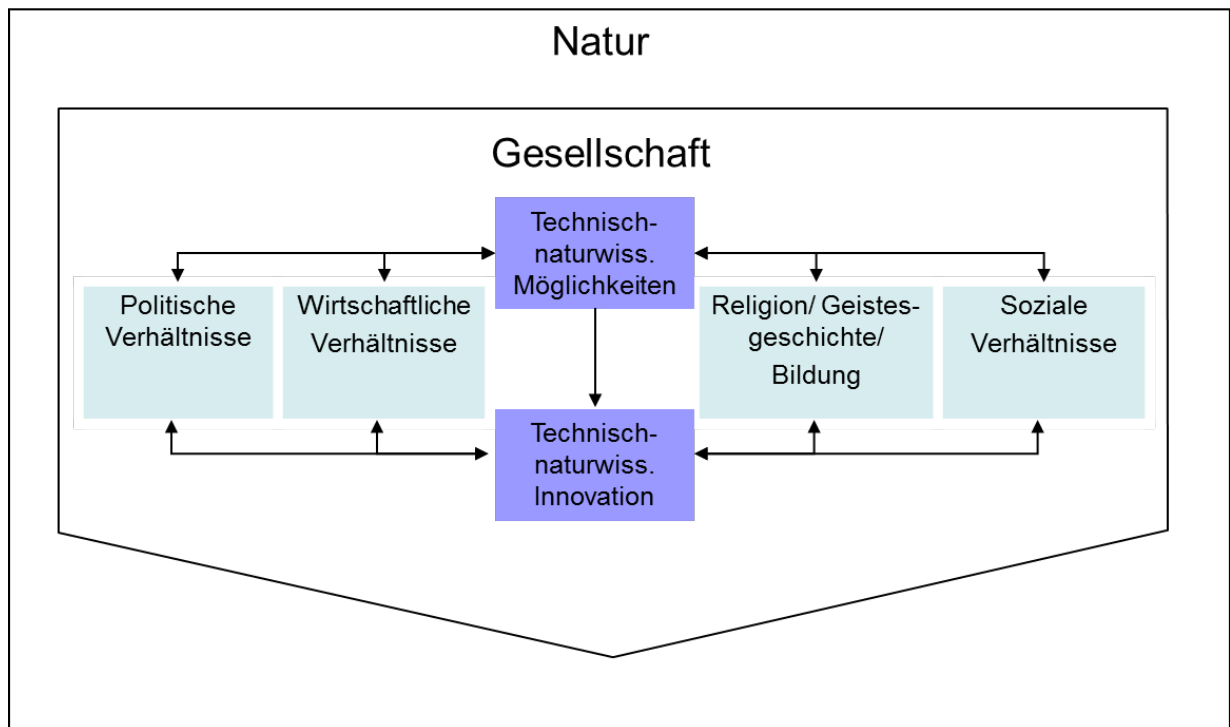 Natur
Gesellschaft
Technisch-
naturwiss.
Möglichkeiten
Politische
Verhältnisse
Wirtschaftliche
Verhältnisse
Religion/ Geistes-
geschichte/
Bildung
Soziale
Verhältnisse
Technisch-
naturwiss.
Innovation